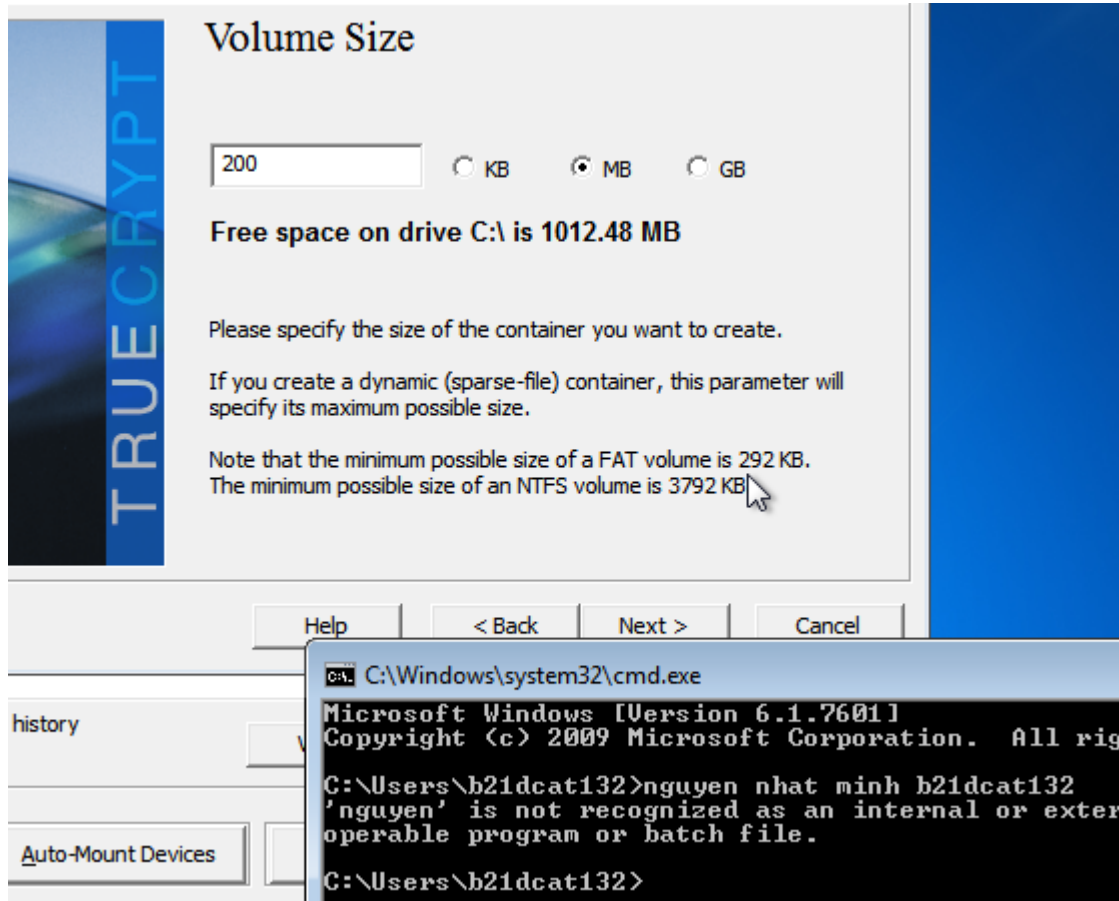 Volume Size
TRUECRYPT
200
KB
MB
GB
Free space on drive C:\ is 1012.48 MB
Please specify the size of the container you want to create.
If you create a dynamic (sparse-file) container, this parameter will
specify its maximum possible size.
Note that the minimum possible size of a FAT volume is 292 KB.
The minimum possible size of an NTFS volume is 3792 KB
Help
< Back
Next >
Cancel
history
Auto-Mount Devices
C:\Windows\system32\cmd.exe
Microsoft Windows [Version 6.1.7601]
Copyright (c) 2009 Microsoft Corporation. All rig
C:\Users\b21dcat132>nguyen nhat minh b21dcat132
'nguyen' is not recognized as an internal or exter
operable program or batch file.
C:\Users\b21dcat132>